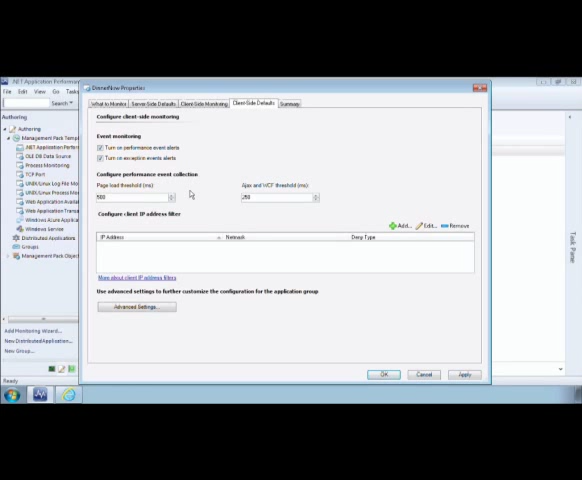 .NET Application Performan
File Edit View Go Tasks
Search
DinnerNow Properties
What to Monitor Server-Side Defaults Client-Side Monitoring Client-Side Defaults Summary
Authoring
Authoring
Management Pack Templ
.NET Application Perfor
OLE DB Data Source
Process Monitoring
TCP Port
UNIX/Linux Log File Mo
UNIX/Linux Process Mo
Web Application Availa
Web Application Transa
Windows Azure Applica
Windows Service
Distributed Applications
Groups
Management Pack Object
Add Monitoring Wizard...
New Distributed Application...
New Group...
Ready
Configure client-side monitoring
Event monitoring
Turn on performance event alerts
Turn on exception events alerts
Configure performance event collection
Page load threshold (ms): Ajax and WCF threshold (ms):
500 250
Configure client IP address filter
Add... Edit... Remove
IP Address Netmask Deny Type
More about client IP address filters
Use advanced settings to further customize the configuration for the application group
Advanced Settings...
OK Cancel Apply
Task Pane